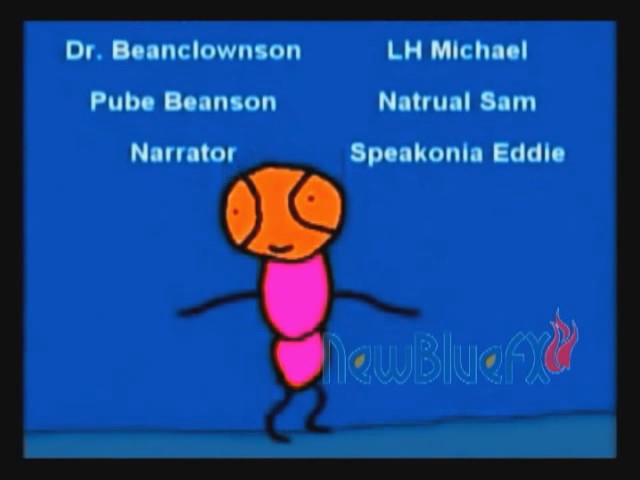 Dr. Beanclownson LH Michael
Pube Beanson Natrual Sam
Narrator Speakonia Eddie
NewBlueFX